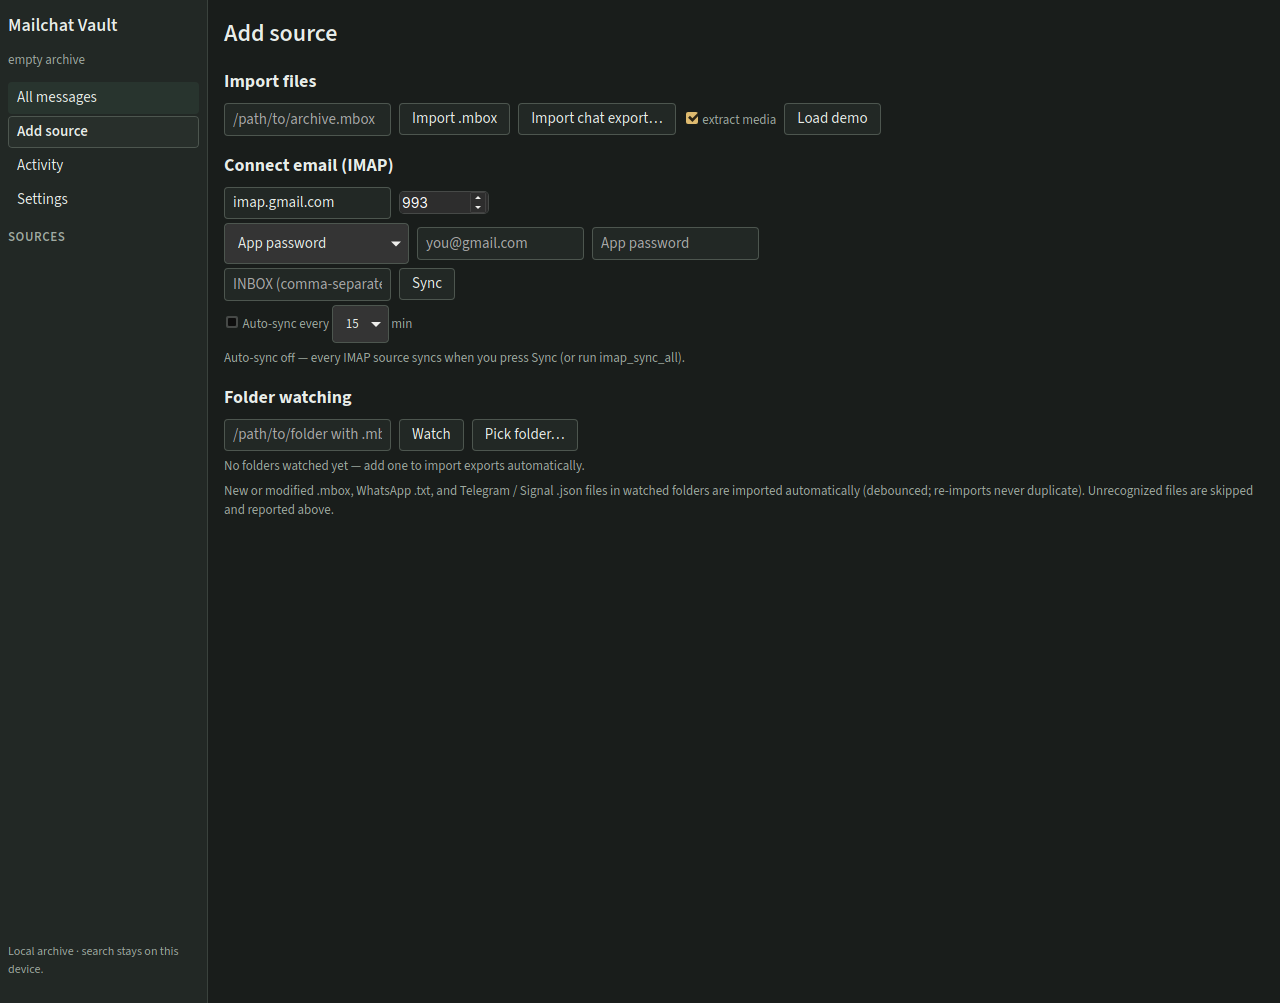 Mailchat Vault
empty archive
All messages
Add source
Activity
Settings
SOURCES
Local archive · search stays on this
device.
Add source
Import files
/path/to/archive.mbox Import .mbox Import chat export… extract media Load demo
Connect email (IMAP)
imap.gmail.com 993
App password you@gmail.com App password
INBOX (comma-separate Sync
Auto-sync every 15 min
Auto-sync off — every IMAP source syncs when you press Sync (or run imap_sync_all).
Folder watching
/path/to/folder with .mb Watch Pick folder…
No folders watched yet — add one to import exports automatically.
New or modified .mbox, WhatsApp .txt, and Telegram / Signal .json files in watched folders are imported automatically (debounced; re-imports never duplicate). Unrecognized files are skipped
and reported above.